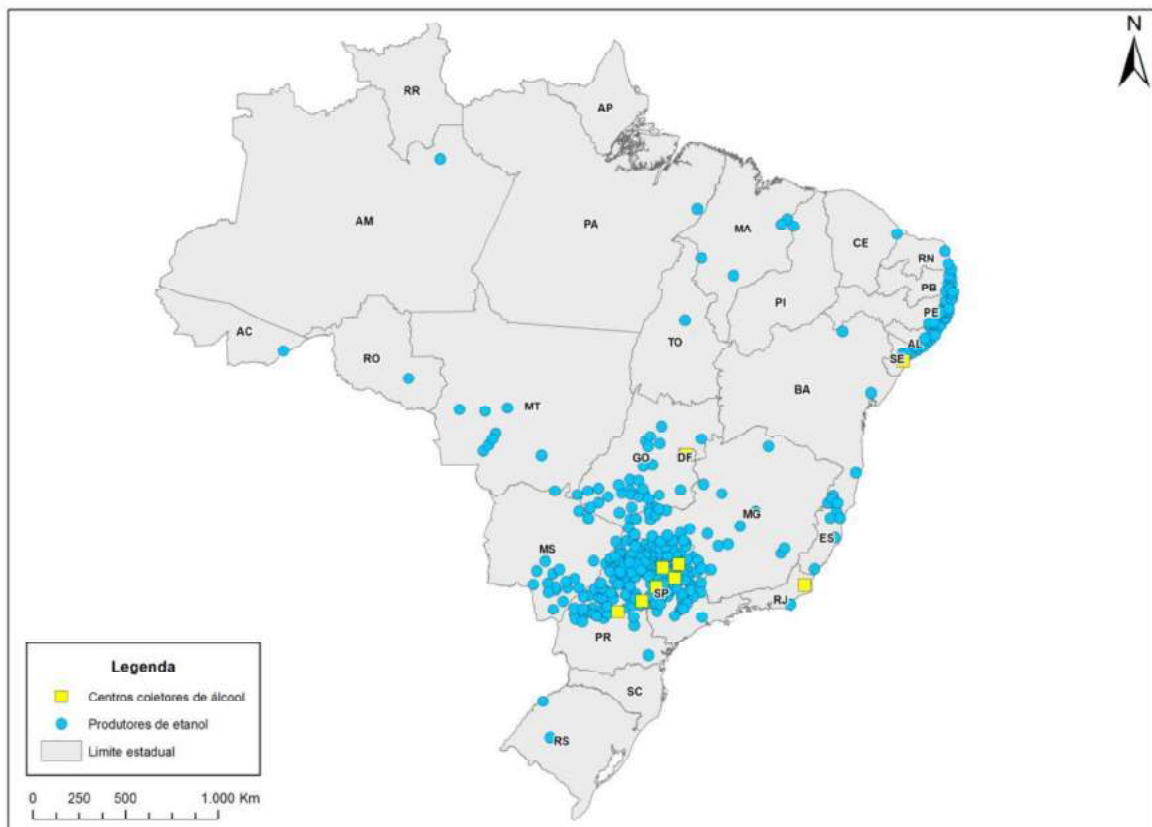 N
RR
AP
AM
PA
MA
CE
RN
PB
PE
PI
AL
SE
AC
TO
RO
BA
MT
GO
DF
MG
ES
MS
SP
RJ
PR
SC
RS
Legenda
Centros coletores de álcool
Produtores de etanol
Limite estadual
0 250 500 1.000 Km